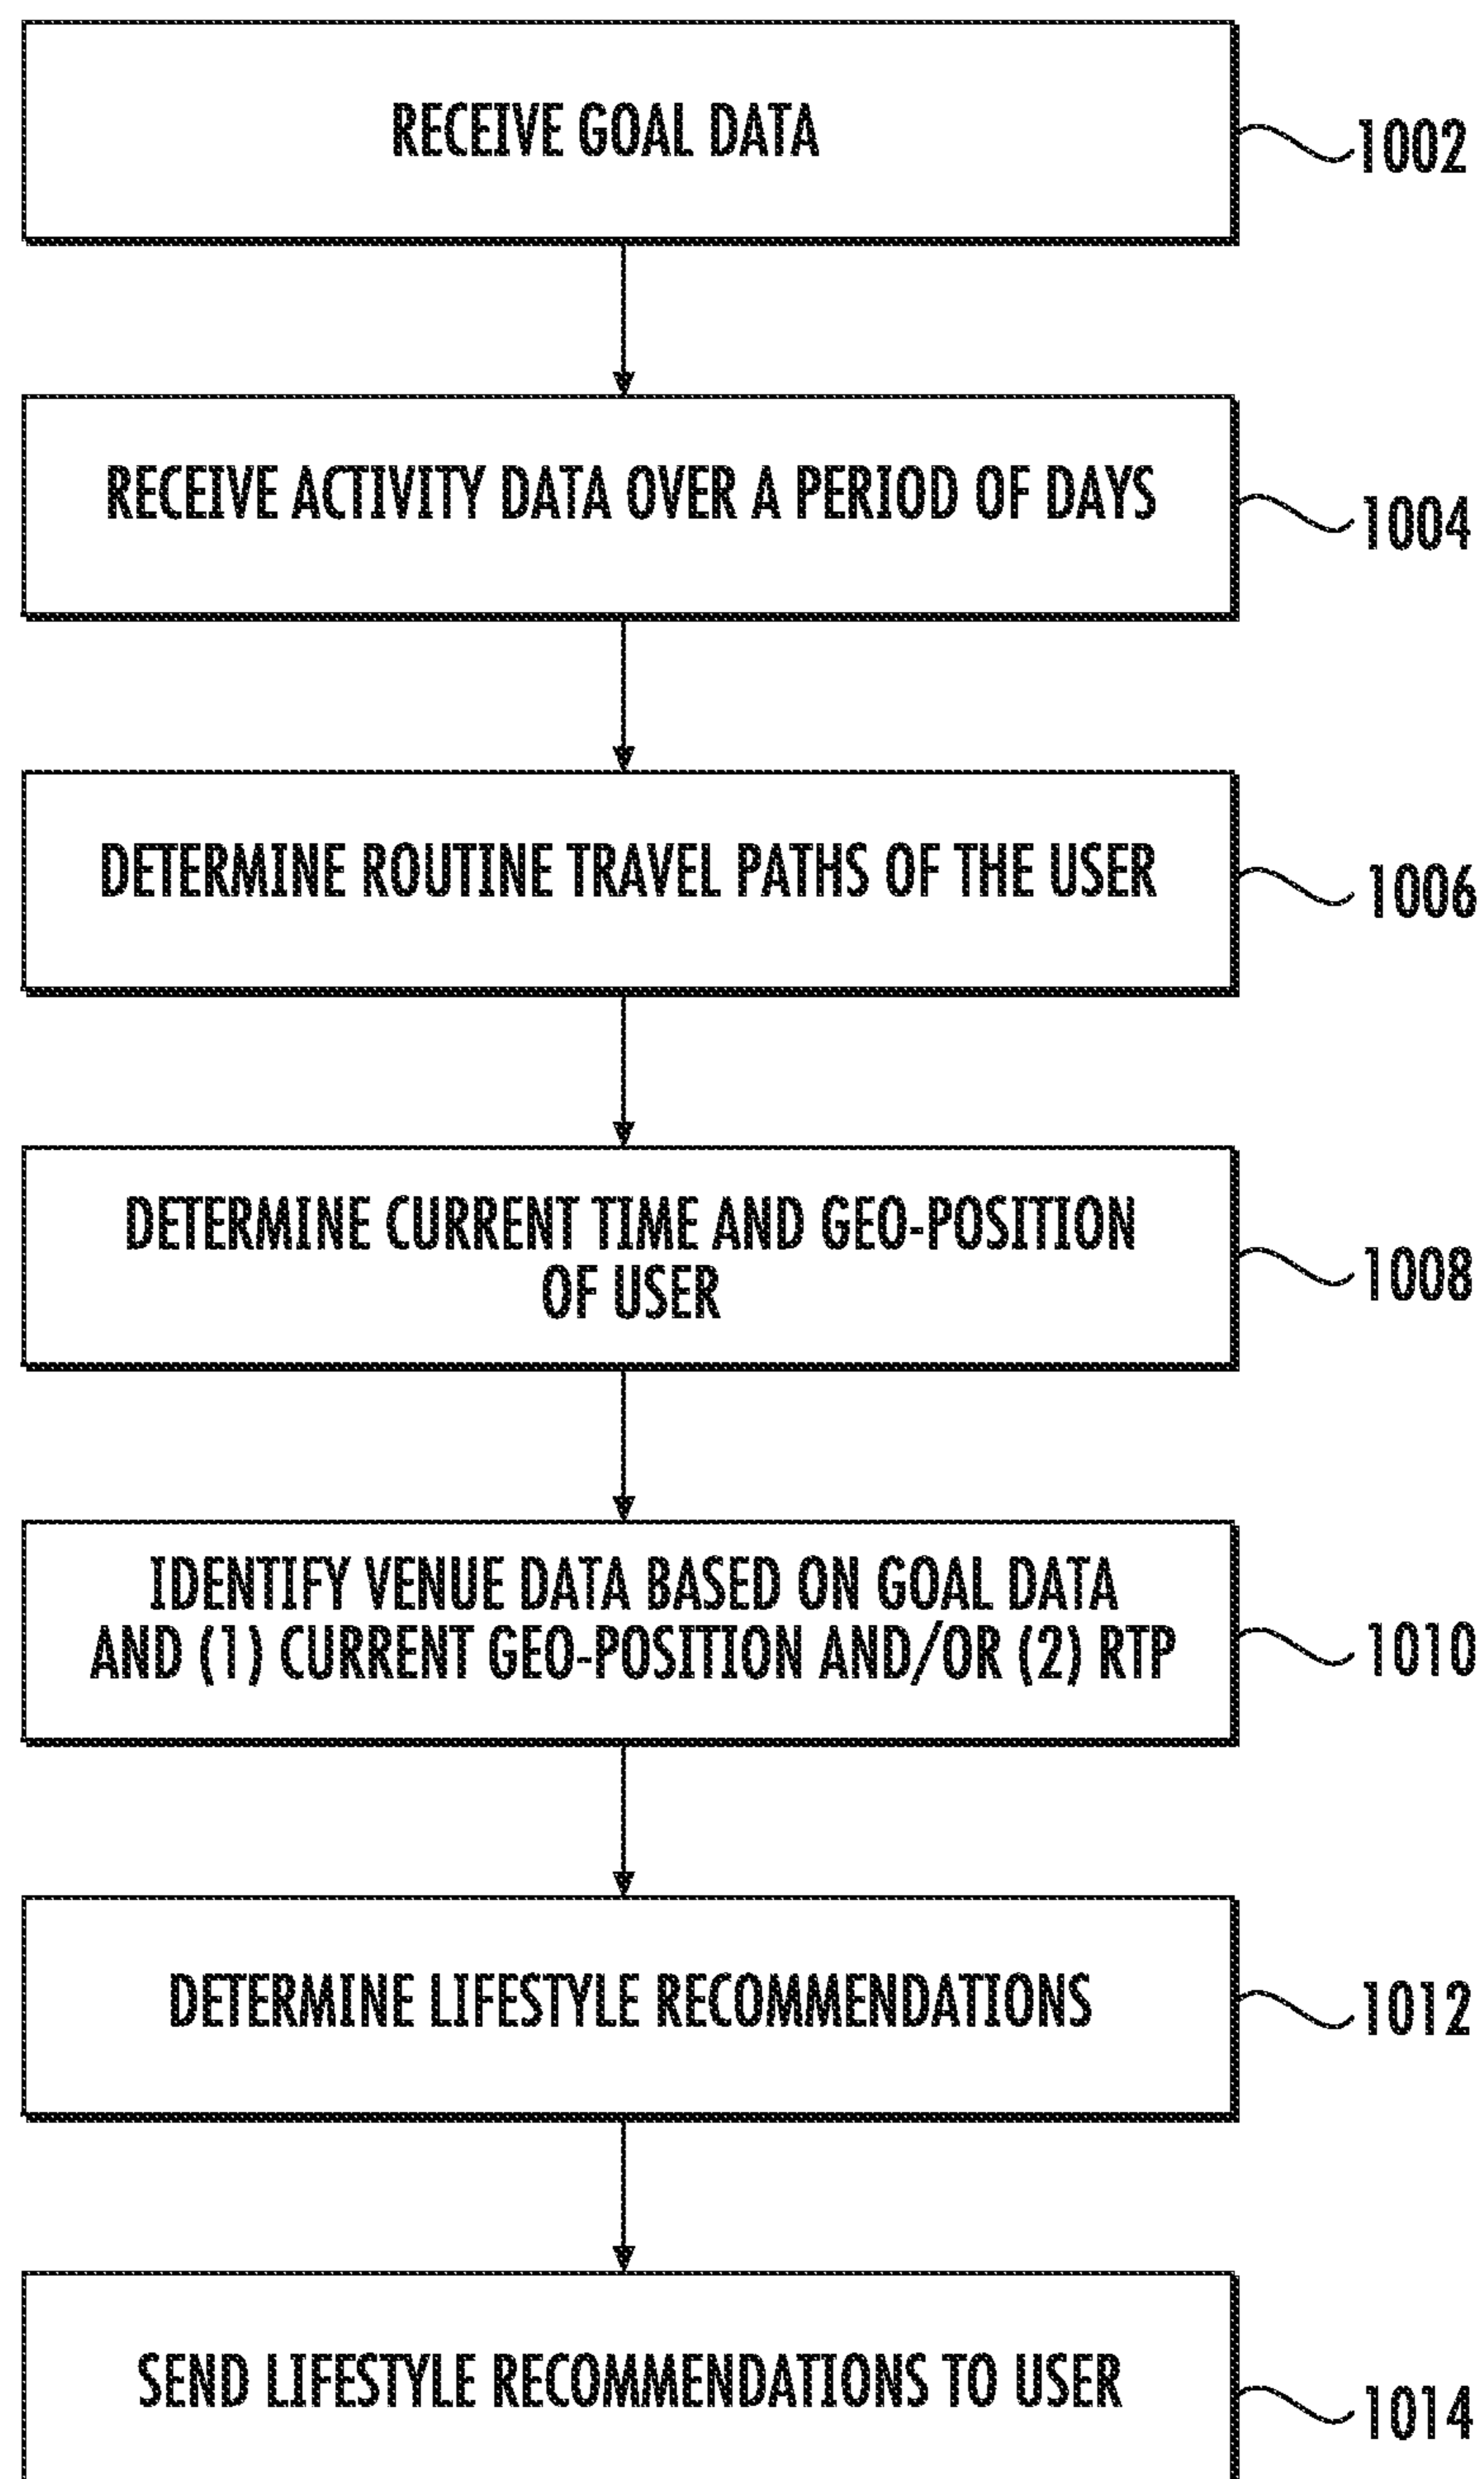 RECEIVE GOAL DATA
1002
RECEIVE ACTIVITY DATA OVER A PERIOD OF DAYS
1004
DETERMINE ROUTINE TRAVEL PATHS OF THE USER
1006
DETERMINE CURRENT TIME AND GEO-POSITION
OF USER
1008
IDENTIFY VENUE DATA BASED ON GOAL DATA
AND (1) CURRENT GEO-POSITION AND/OR (2) RTP
1010
DETERMINE LIFESTYLE RECOMMENDATIONS
1012
SEND LIFESTYLE RECOMMENDATIONS TO USER
1014